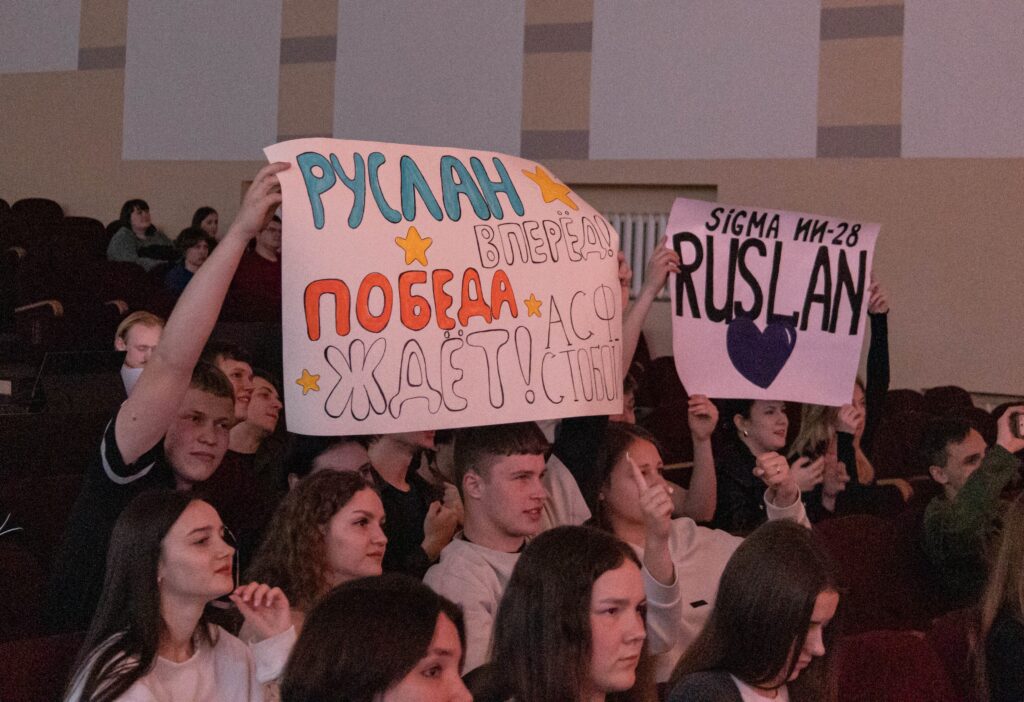 РУСЛАН
ВПЕРЁД!
ПОБЕДА
ЖДЁТ!
АСФ
С ТОБОЙ
SiGMA ИИ-28
RUSLAN